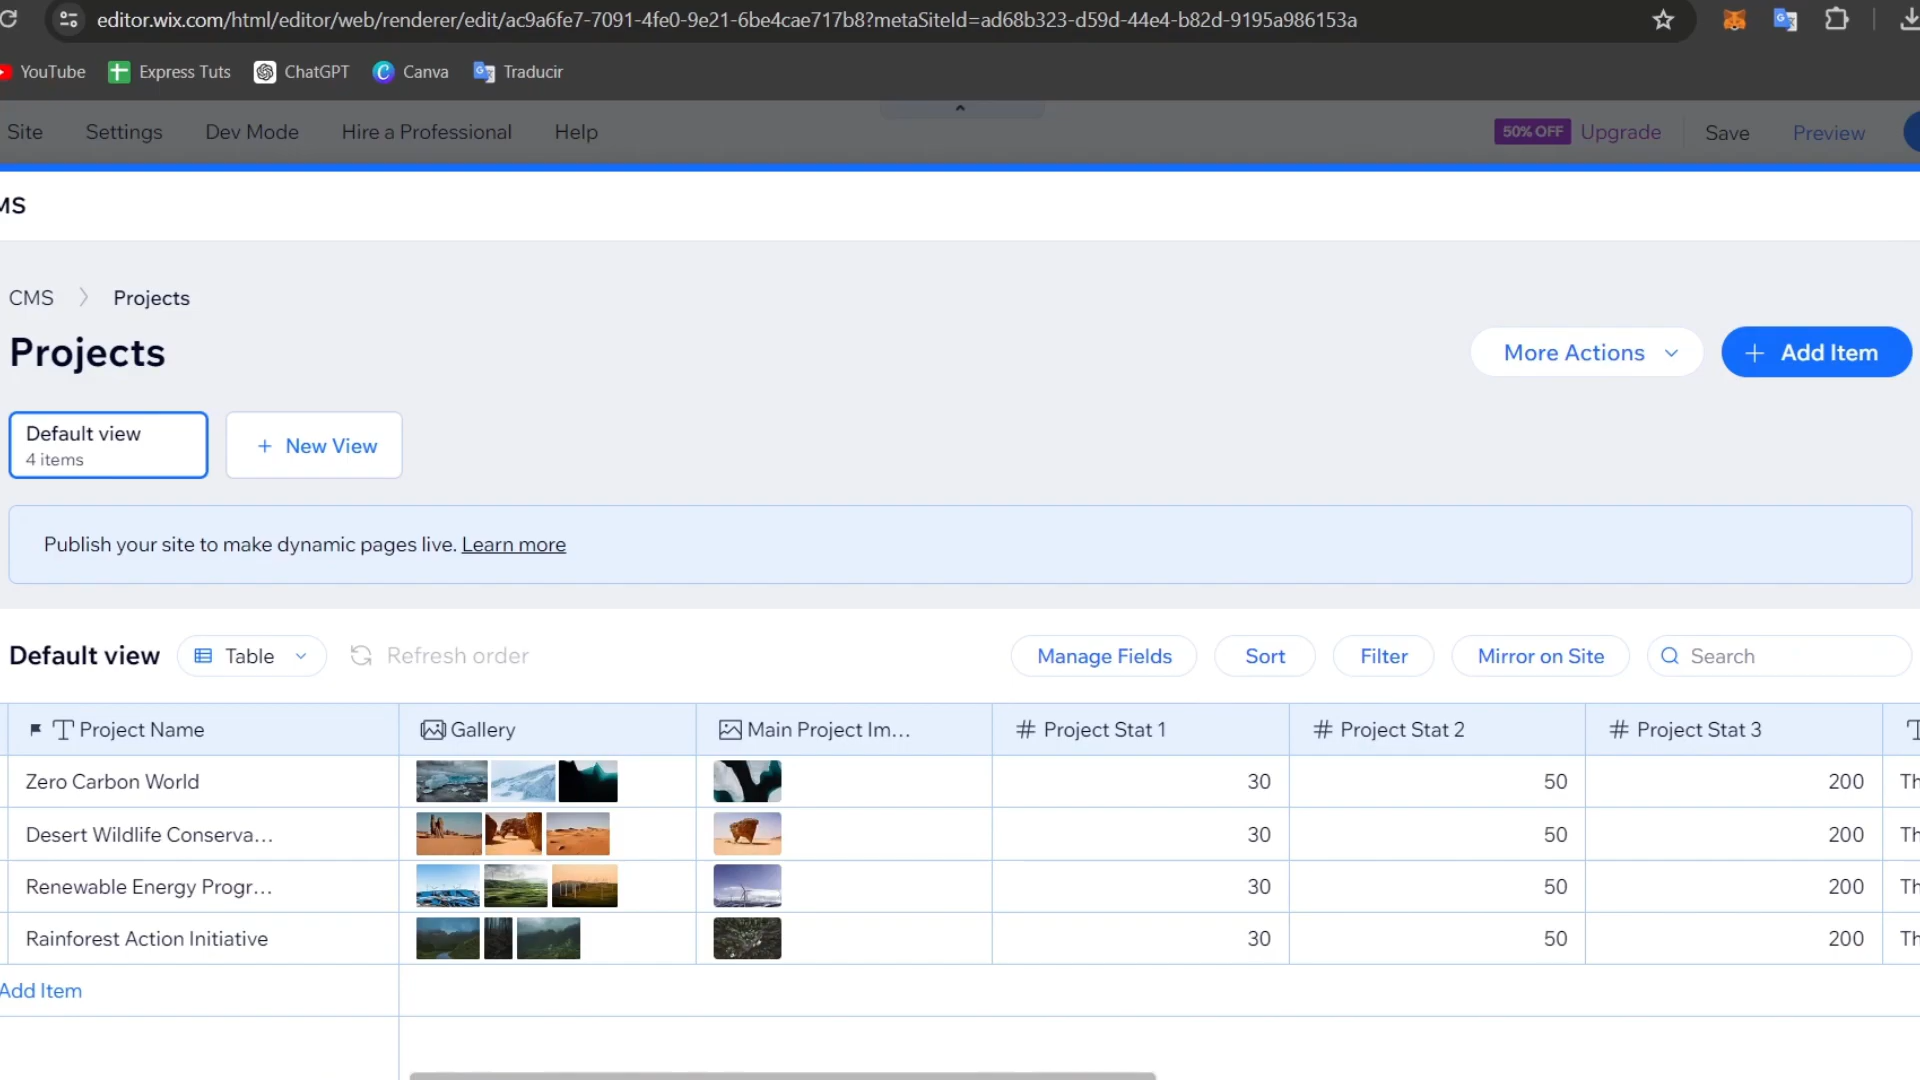 editor.wix.com/html/editor/web/renderer/edit/ac9a6fe7-7091-4fe0-9e21-6be4cae717b8?metaSiteId=ad68b323-d59d-44e4-b82d-9195a986153a
YouTube Express Tuts ChatGPT Canva Traducir
Site Settings Dev Mode Hire a Professional Help 50% OFF Upgrade Save Preview
MS
CMS Projects
Projects More Actions + Add Item
Default view
4 items
+ New View
Publish your site to make dynamic pages live. Learn more
Default view Table Refresh order Manage Fields Sort Filter Mirror on Site Search
Project Name Gallery Main Project Im... # Project Stat 1 # Project Stat 2 # Project Stat 3
Zero Carbon World 30 50 200 Th
Desert Wildlife Conserva... 30 50 200 Th
Renewable Energy Progr... 30 50 200 Th
Rainforest Action Initiative 30 50 200 Th
Add Item